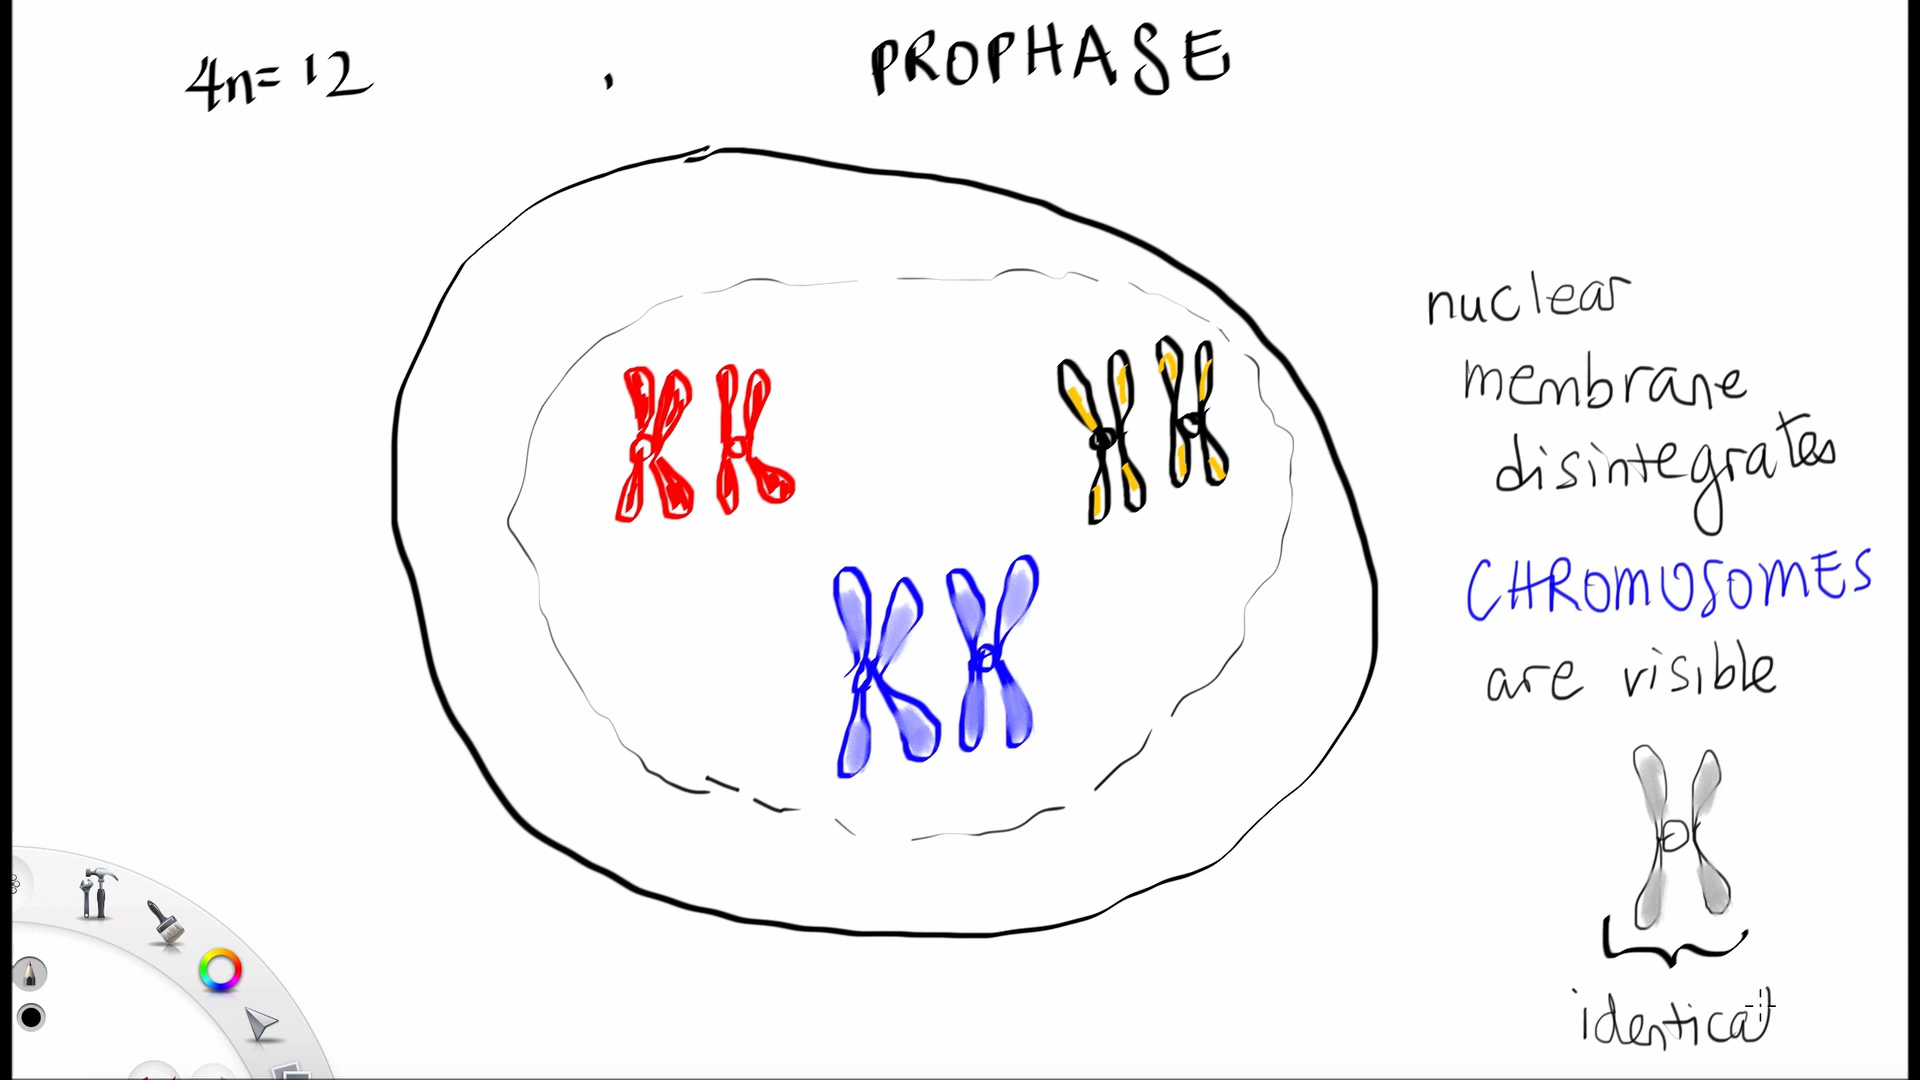 4n=12
PROPHASE
nuclear
membrane
disintegrates
CHROMOSOMES
are visible
identical